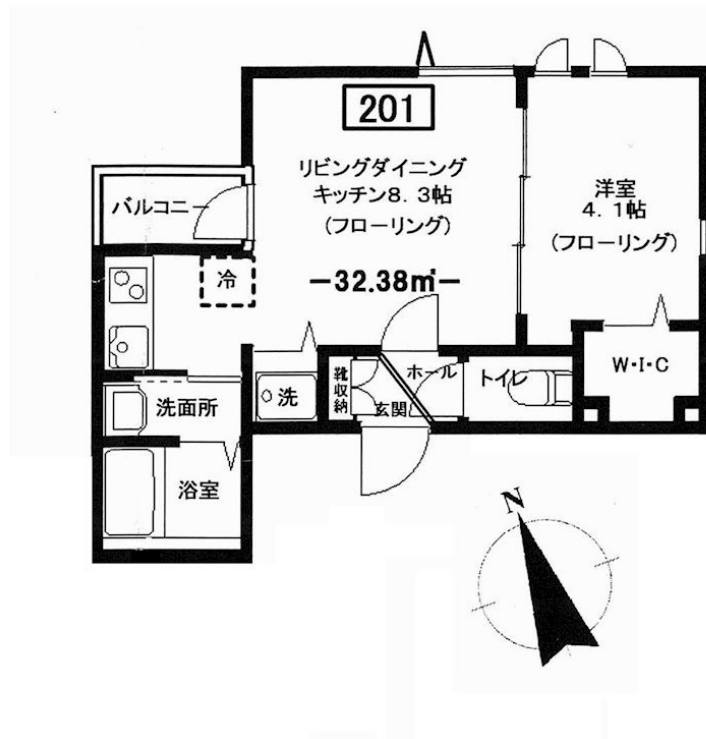 201
リビングダイニング
キッチン8.3帖
(フローリング)
洋室
4.1帖
(フローリング)
バルコニー
冷
−32.38㎡−
W・I・C
靴収納
ホール
トイレ
洗
玄関
洗面所
浴室
N